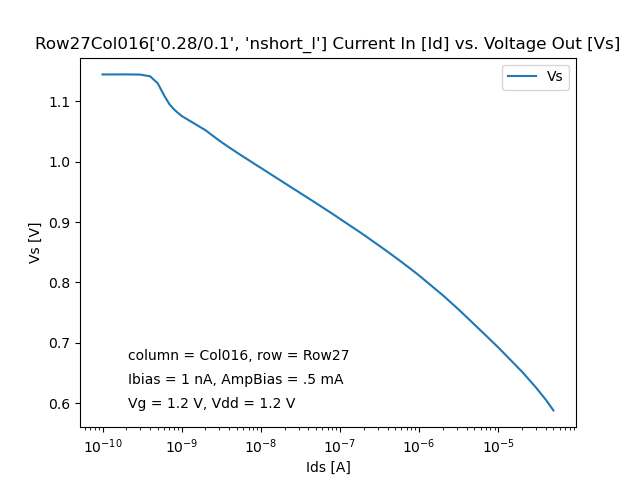 Row27Col016['0.28/0.1', 'nshort_l'] Current In [Id] vs. Voltage Out [Vs]
Vs
1.1
1.0
0.9
0.8
0.7
0.6
Vs [V]
column = Col016, row = Row27
Ibias = 1 nA, AmpBias = .5 mA
Vg = 1.2 V, Vdd = 1.2 V
10⁻¹⁰ 10⁻⁹ 10⁻⁸ 10⁻⁷ 10⁻⁶ 10⁻⁵
Ids [A]